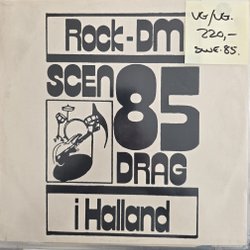 Rock-DM
VG/VG.
220,-
SWE. 85.
SCEN 85
DRAG
i Halland